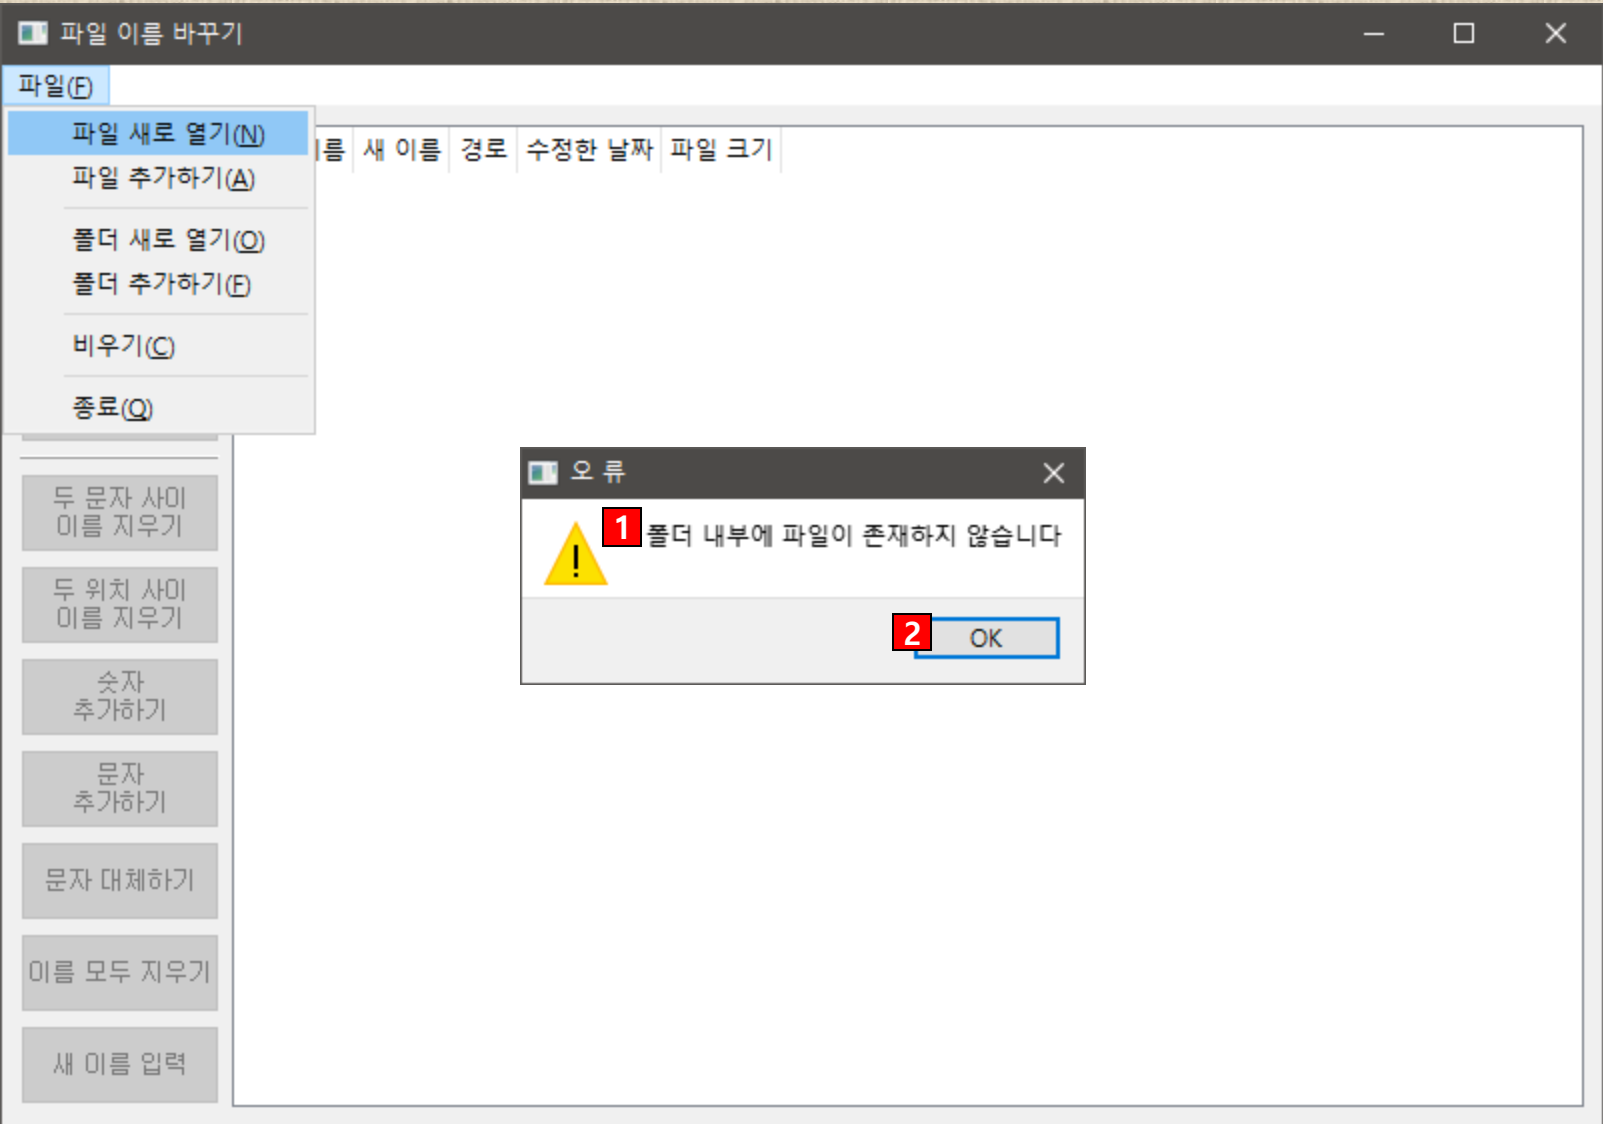 파일 이름 바꾸기
파일(F)
파일 새로 열기(N)
파일 추가하기(A)
폴더 새로 열기(O)
폴더 추가하기(F)
비우기(C)
종료(Q)
름 새 이름 경로 수정한 날짜 파일 크기
오 류
1 폴더 내부에 파일이 존재하지 않습니다
2 OK
두 문자 사이
이름 지우기
두 위치 사이
이름 지우기
숫자
추가하기
문자
추가하기
문자 대체하기
이름 모두 지우기
새 이름 입력